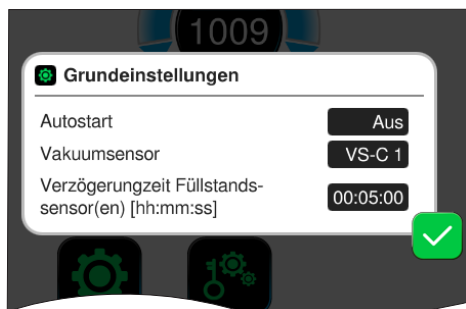 1009
Grundeinstellungen
Autostart Aus
Vakuumsensor VS-C 1
Verzögerungzeit Füllstands-
sensor(en) [hh:mm:ss] 00:05:00